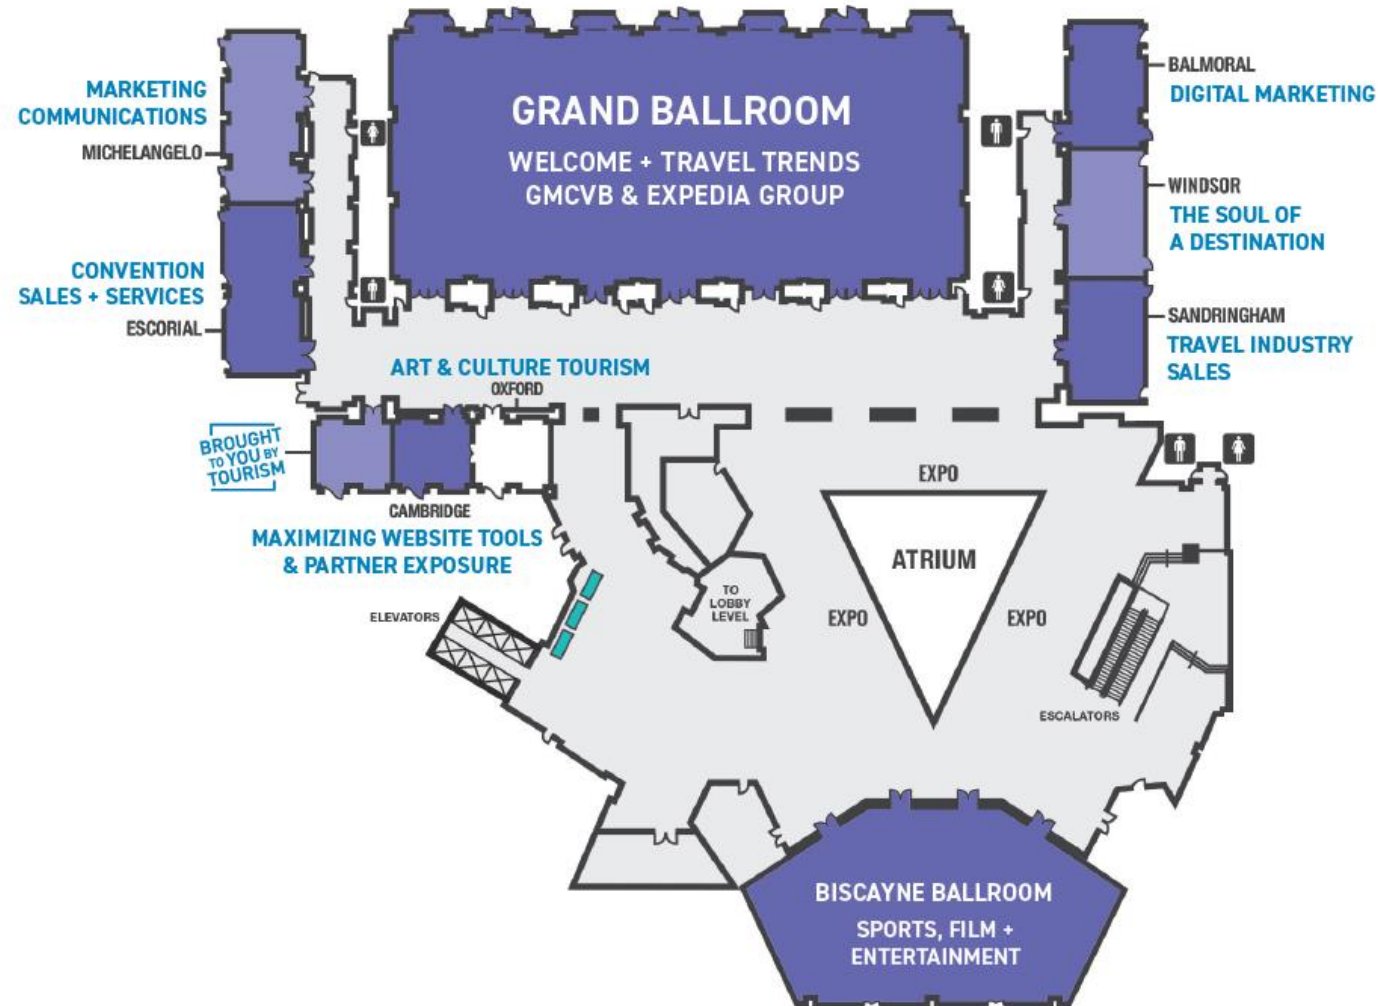 MARKETING
COMMUNICATIONS
MICHELANGELO
CONVENTION
SALES + SERVICES
ESCORIAL
GRAND BALLROOM
WELCOME + TRAVEL TRENDS
GMCVB & EXPEDIA GROUP
BALMORAL
DIGITAL MARKETING
WINDSOR
THE SOUL OF
A DESTINATION
SANDRINGHAM
TRAVEL INDUSTRY
SALES
ART & CULTURE TOURISM
OXFORD
BROUGHT
TO YOU BY
TOURISM
CAMBRIDGE
MAXIMIZING WEBSITE TOOLS
& PARTNER EXPOSURE
ELEVATORS
TO
LOBBY
LEVEL
EXPO
ATRIUM
EXPO
EXPO
ESCALATORS
BISCAYNE BALLROOM
SPORTS, FILM +
ENTERTAINMENT